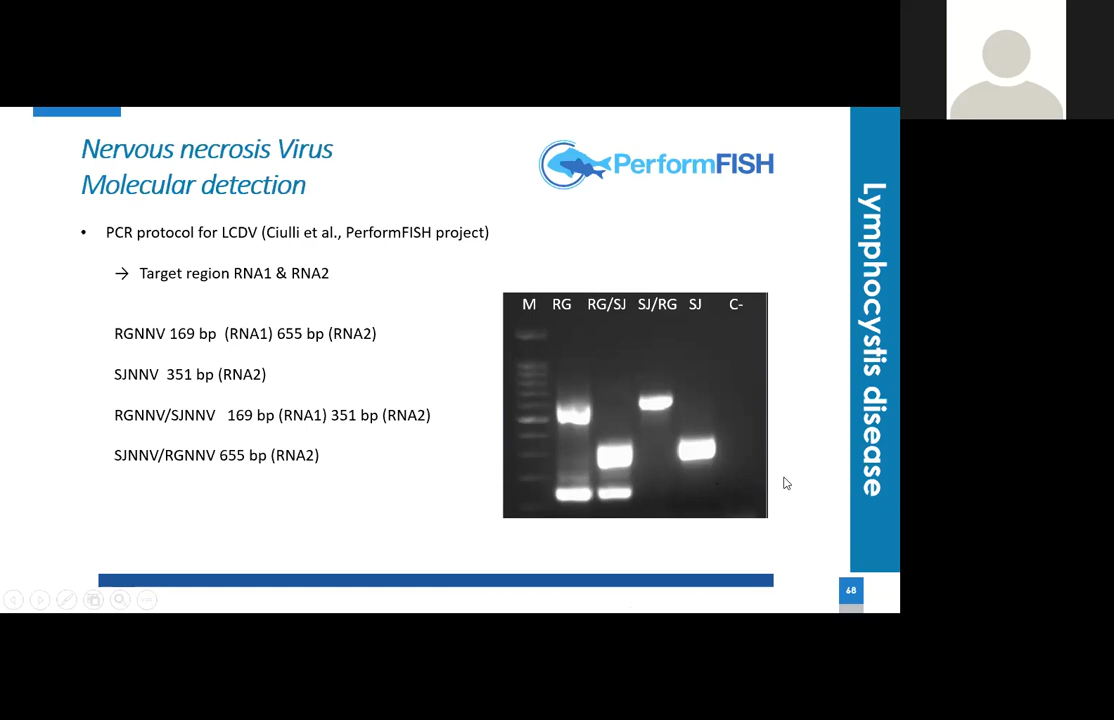 Nervous necrosis Virus
Molecular detection
PerformFISH
• PCR protocol for LCDV (Ciulli et al., PerformFISH project)
→ Target region RNA1 & RNA2
RGNNV 169 bp (RNA1) 655 bp (RNA2)
SJNNV 351 bp (RNA2)
RGNNV/SJNNV 169 bp (RNA1) 351 bp (RNA2)
SJNNV/RGNNV 655 bp (RNA2)
M RG RG/SJ SJ/RG SJ C-
Lymphocystis disease
68